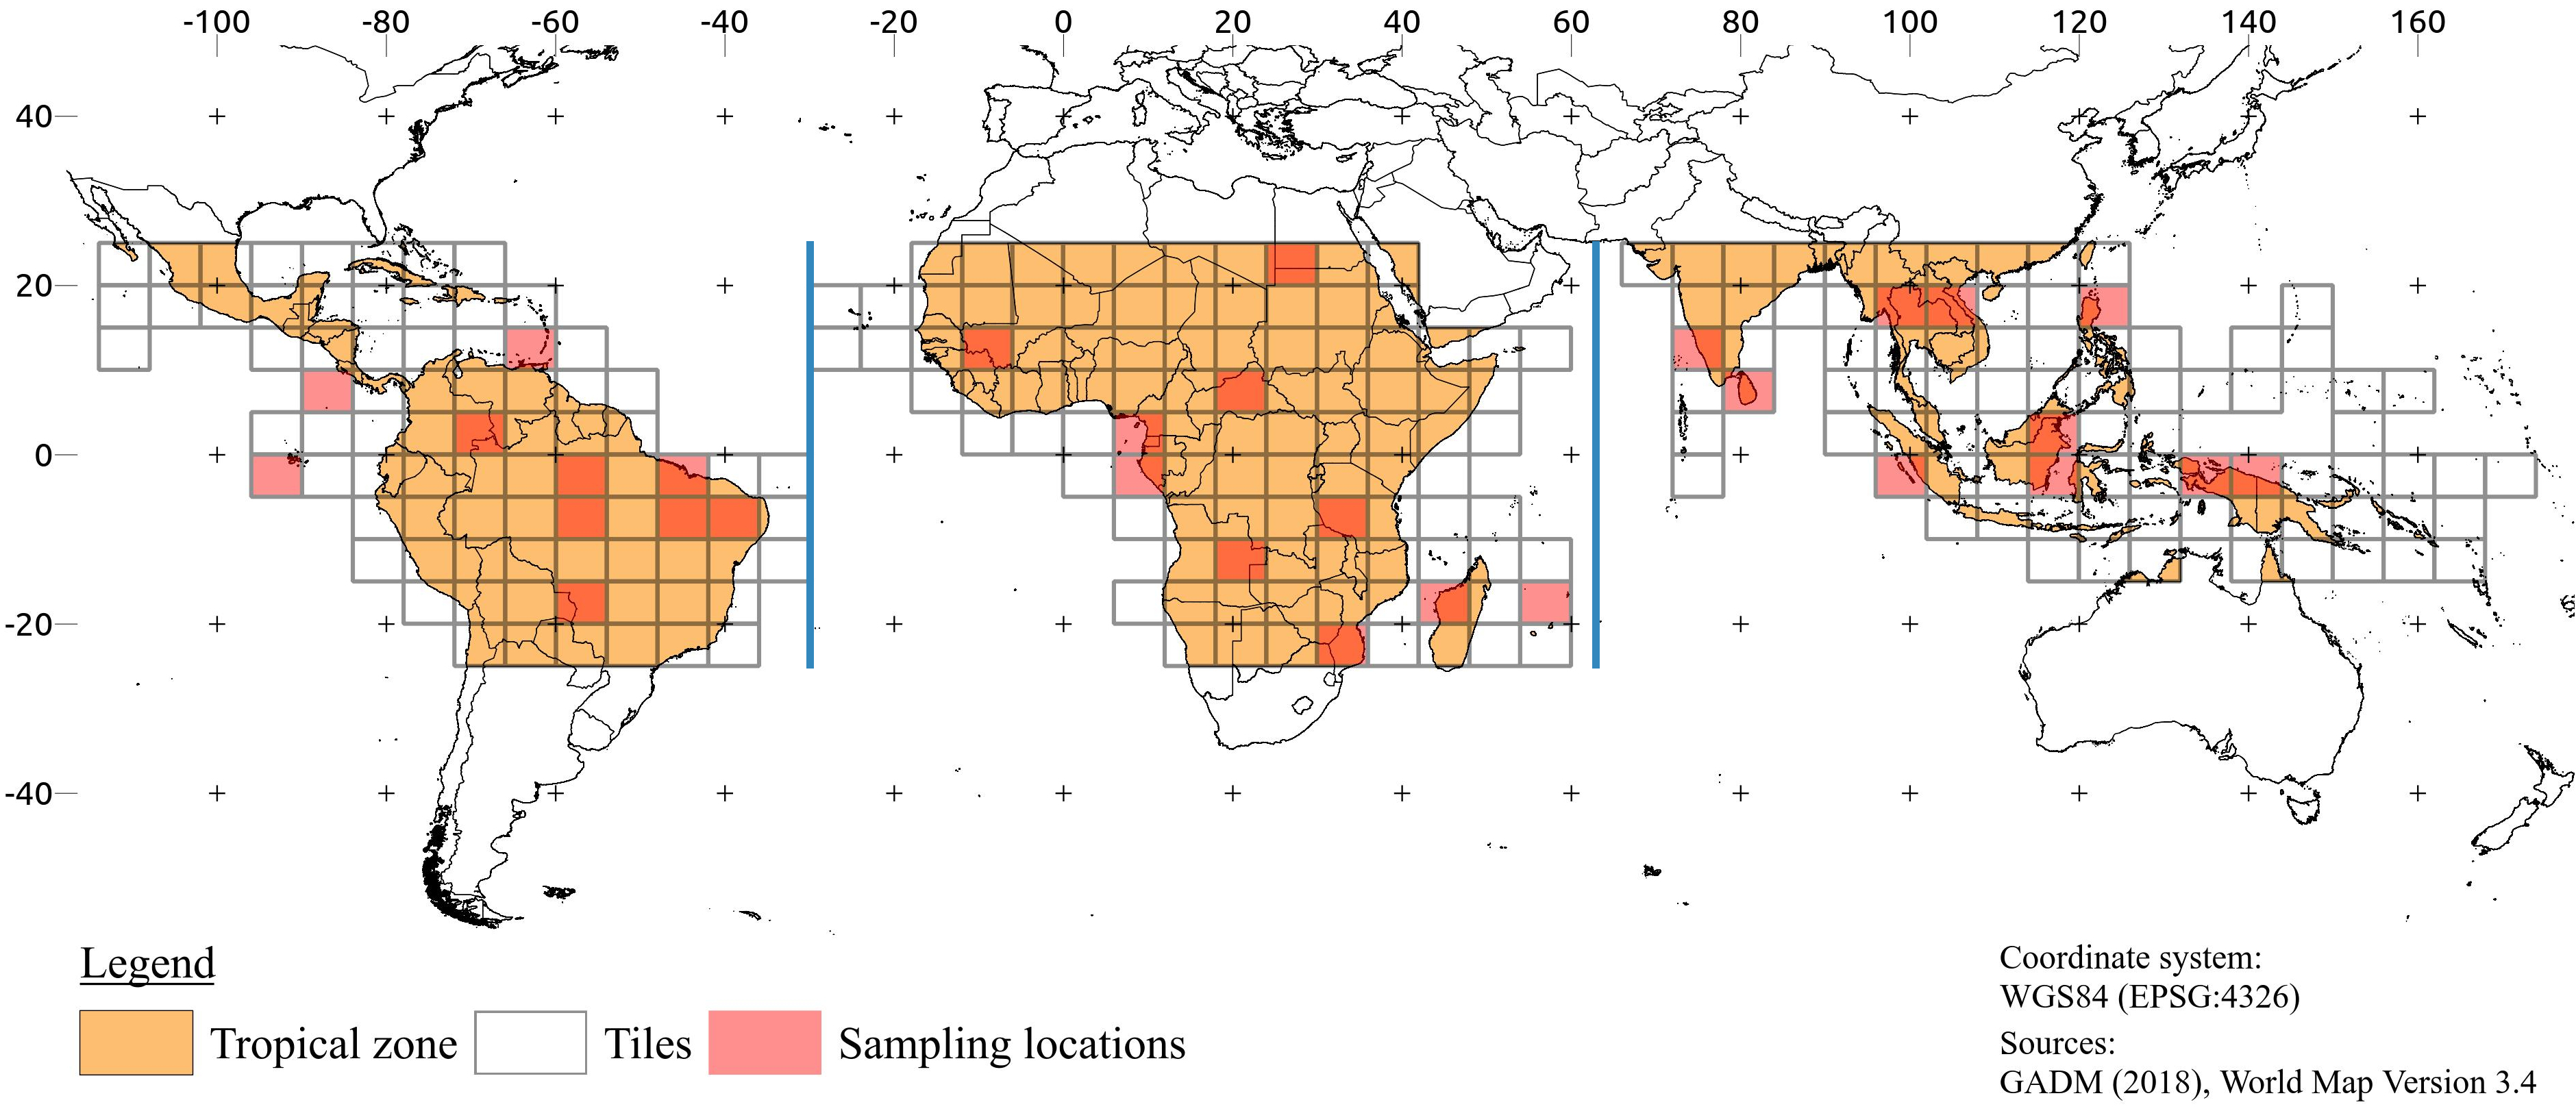 -100 -80 -60 -40 -20 0 20 40 60 80 100 120 140 160
40
20
0
-20
-40
Legend
Tropical zone Tiles Sampling locations
Coordinate system:
WGS84 (EPSG:4326)
Sources:
GADM (2018), World Map Version 3.4